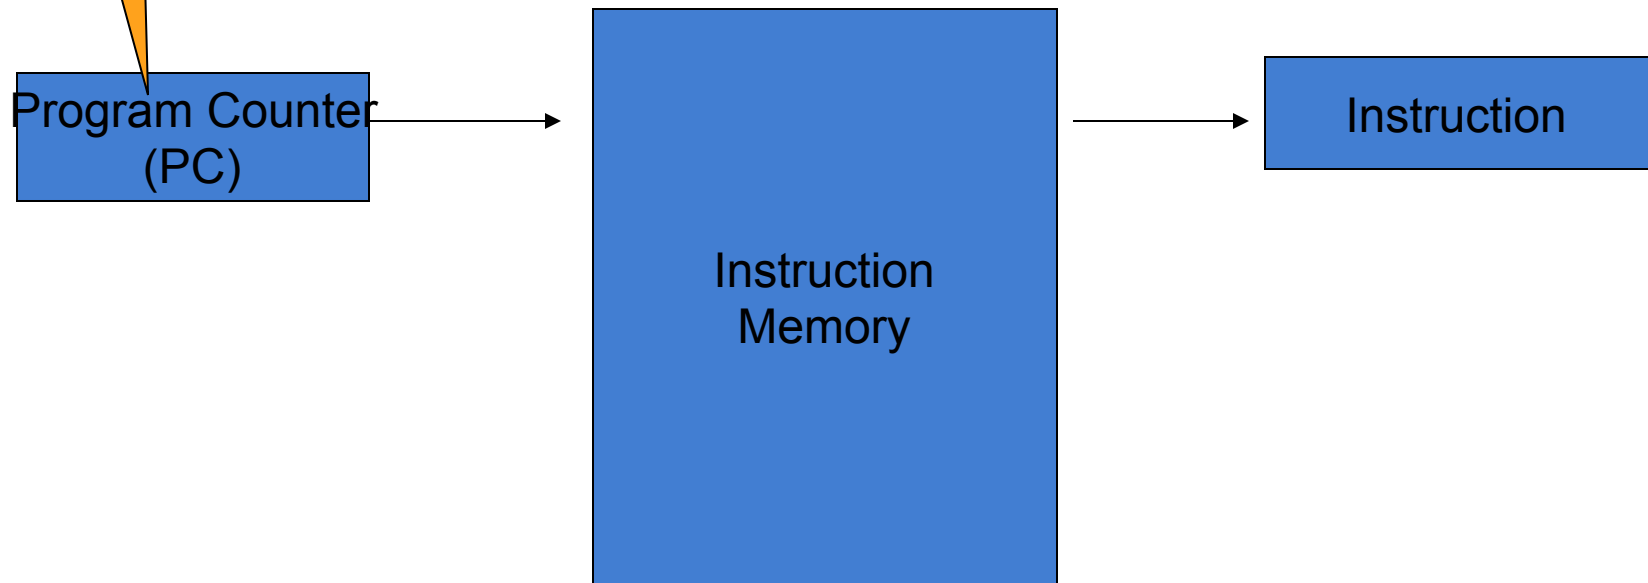 Program Counter
(PC)
Instruction
Memory
Instruction